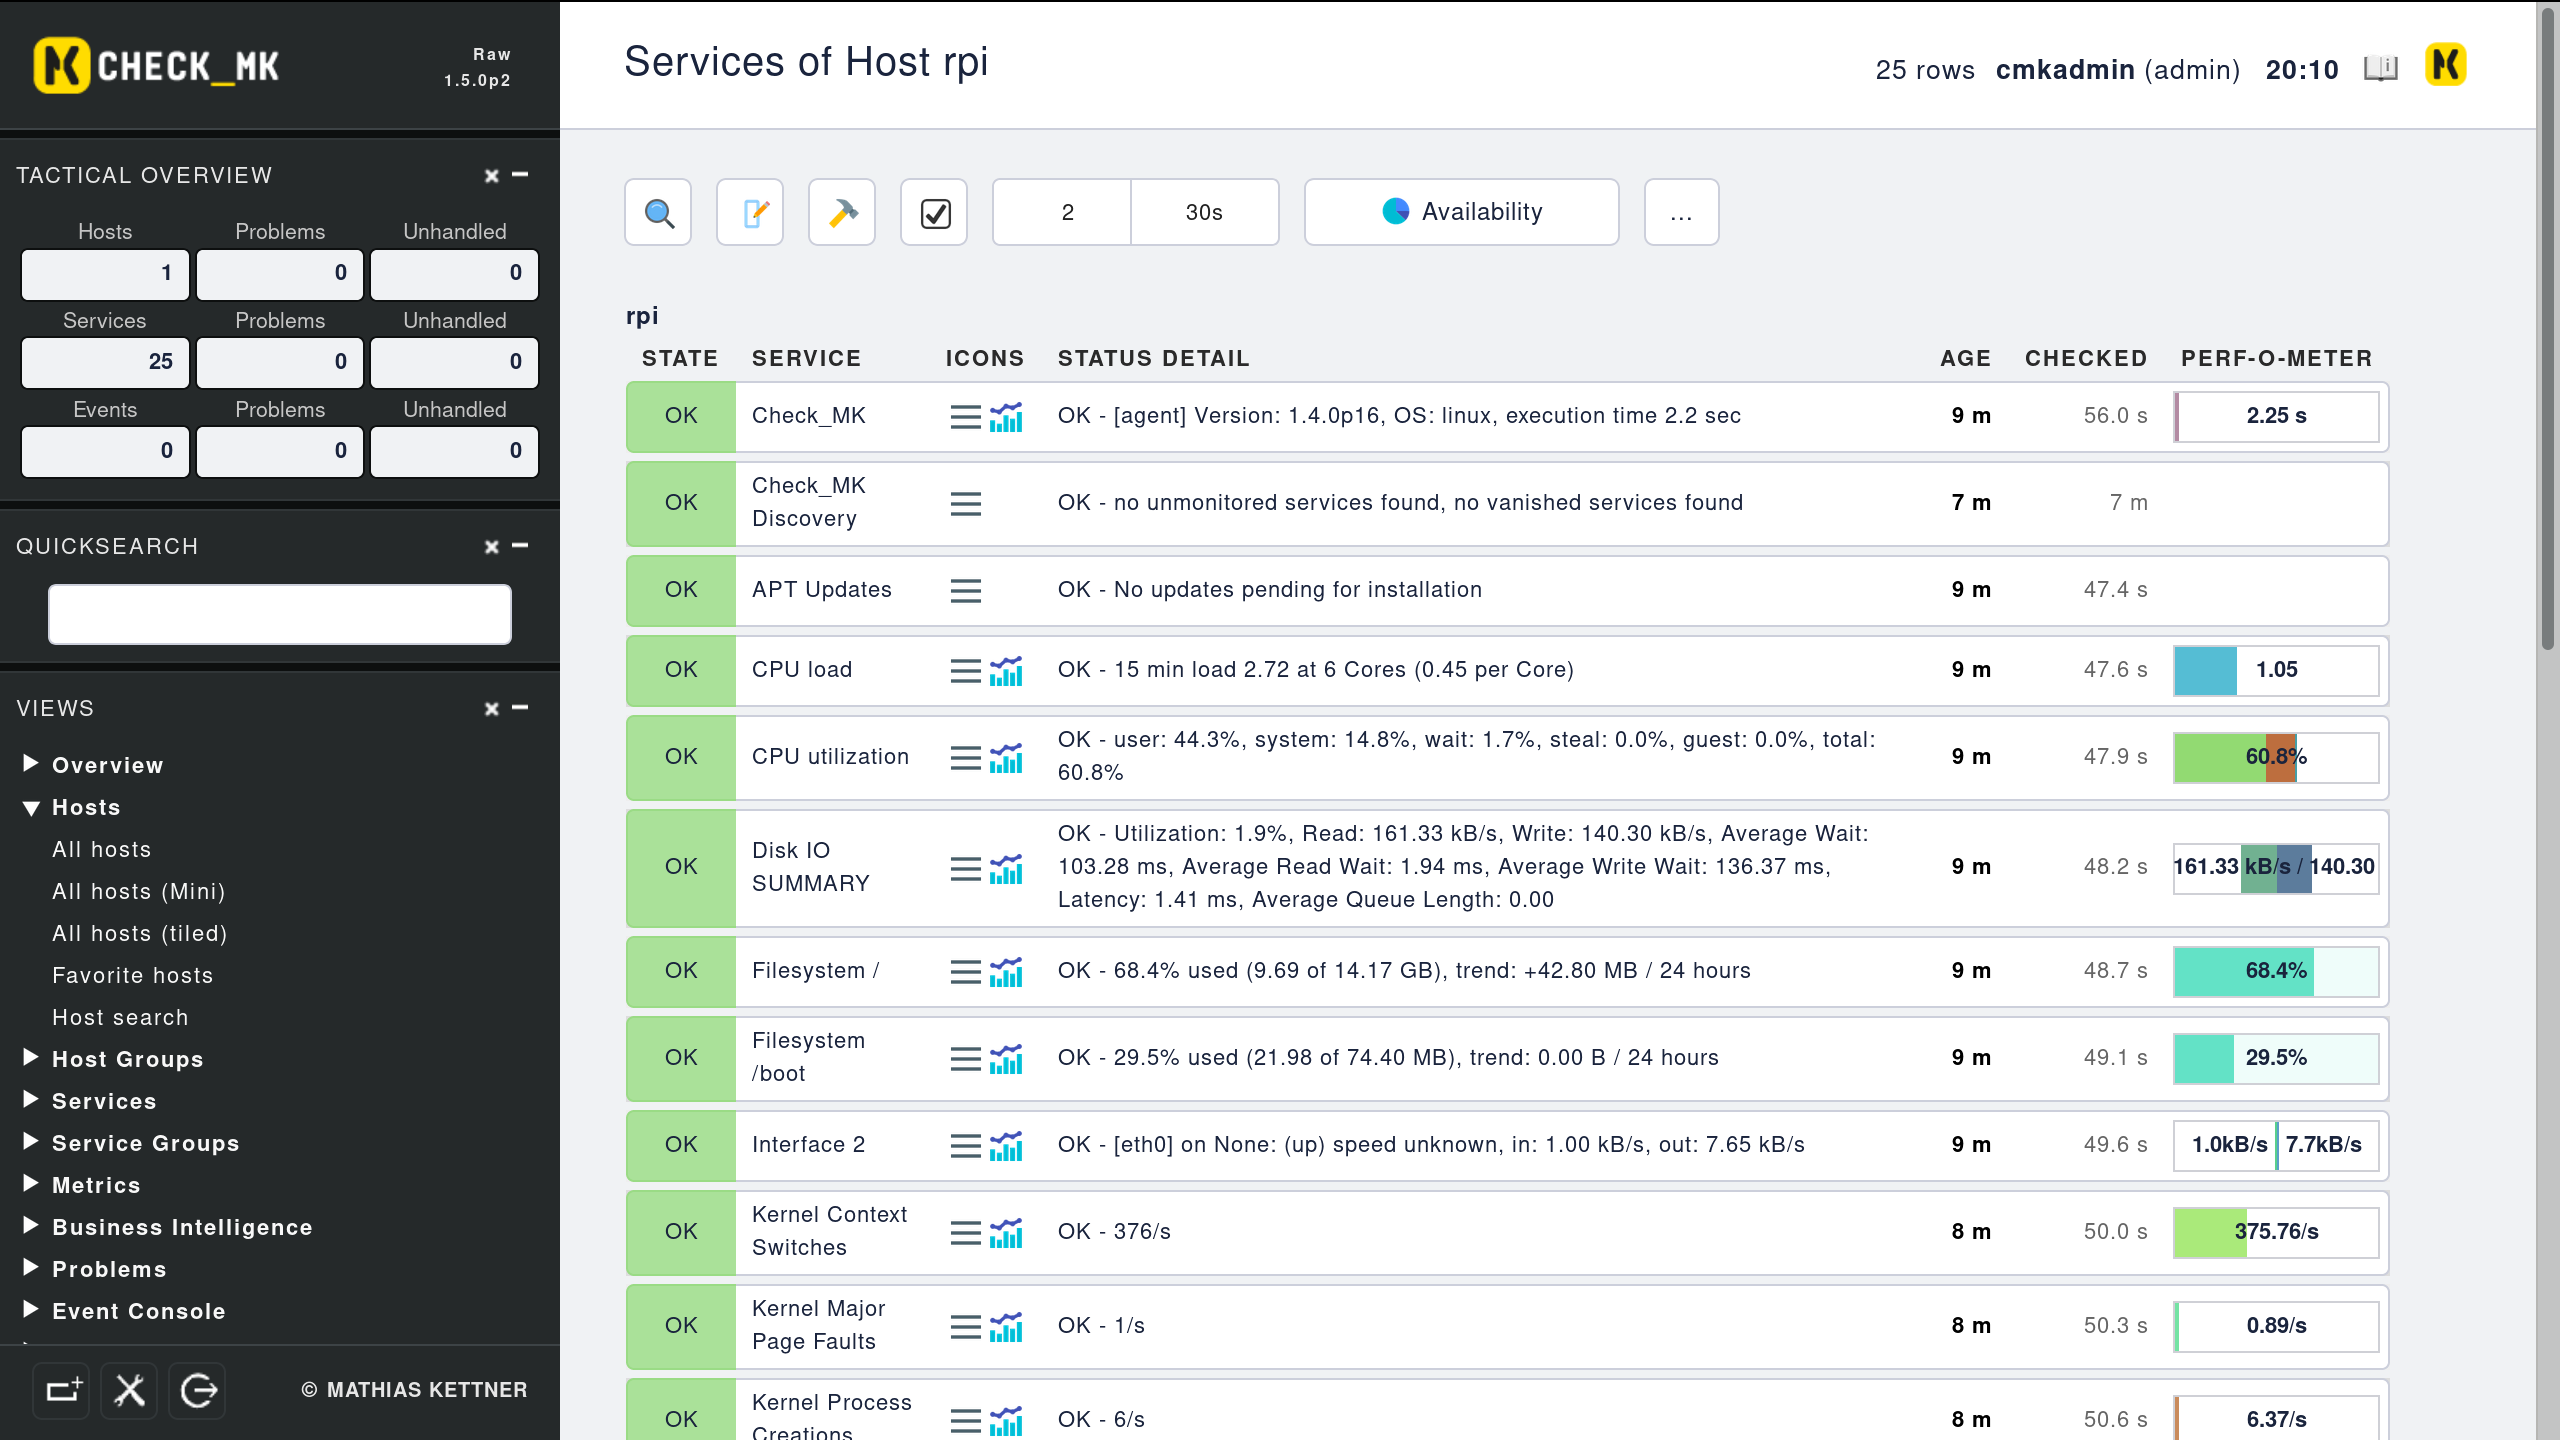 CHECK_MK
Raw
1.5.0p2
TACTICAL OVERVIEW
Hosts Problems Unhandled
1 0 0
Services Problems Unhandled
25 0 0
Events Problems Unhandled
0 0 0
QUICKSEARCH
VIEWS
Overview
Hosts
All hosts
All hosts (Mini)
All hosts (tiled)
Favorite hosts
Host search
Host Groups
Services
Service Groups
Metrics
Business Intelligence
Problems
Event Console
© MATHIAS KETTNER
Services of Host rpi
25 rows cmkadmin (admin) 20:10
2 30s Availability ...
rpi
STATE SERVICE ICONS STATUS DETAIL AGE CHECKED PERF-O-METER
OK Check_MK OK - [agent] Version: 1.4.0p16, OS: linux, execution time 2.2 sec 9 m 56.0 s 2.25 s
OK Check_MK
Discovery OK - no unmonitored services found, no vanished services found 7 m 7 m
OK APT Updates OK - No updates pending for installation 9 m 47.4 s
OK CPU load OK - 15 min load 2.72 at 6 Cores (0.45 per Core) 9 m 47.6 s 1.05
OK CPU utilization OK - user: 44.3%, system: 14.8%, wait: 1.7%, steal: 0.0%, guest: 0.0%, total:
60.8% 9 m 47.9 s 60.8%
OK Disk IO
SUMMARY OK - Utilization: 1.9%, Read: 161.33 kB/s, Write: 140.30 kB/s, Average Wait:
103.28 ms, Average Read Wait: 1.94 ms, Average Write Wait: 136.37 ms,
Latency: 1.41 ms, Average Queue Length: 0.00 9 m 48.2 s 161.33 kB/s / 140.30
OK Filesystem / OK - 68.4% used (9.69 of 14.17 GB), trend: +42.80 MB / 24 hours 9 m 48.7 s 68.4%
OK Filesystem
/boot OK - 29.5% used (21.98 of 74.40 MB), trend: 0.00 B / 24 hours 9 m 49.1 s 29.5%
OK Interface 2 OK - [eth0] on None: (up) speed unknown, in: 1.00 kB/s, out: 7.65 kB/s 9 m 49.6 s 1.0kB/s 7.7kB/s
OK Kernel Context
Switches OK - 376/s 8 m 50.0 s 375.76/s
OK Kernel Major
Page Faults OK - 1/s 8 m 50.3 s 0.89/s
OK Kernel Process
Creations OK - 6/s 8 m 50.6 s 6.37/s